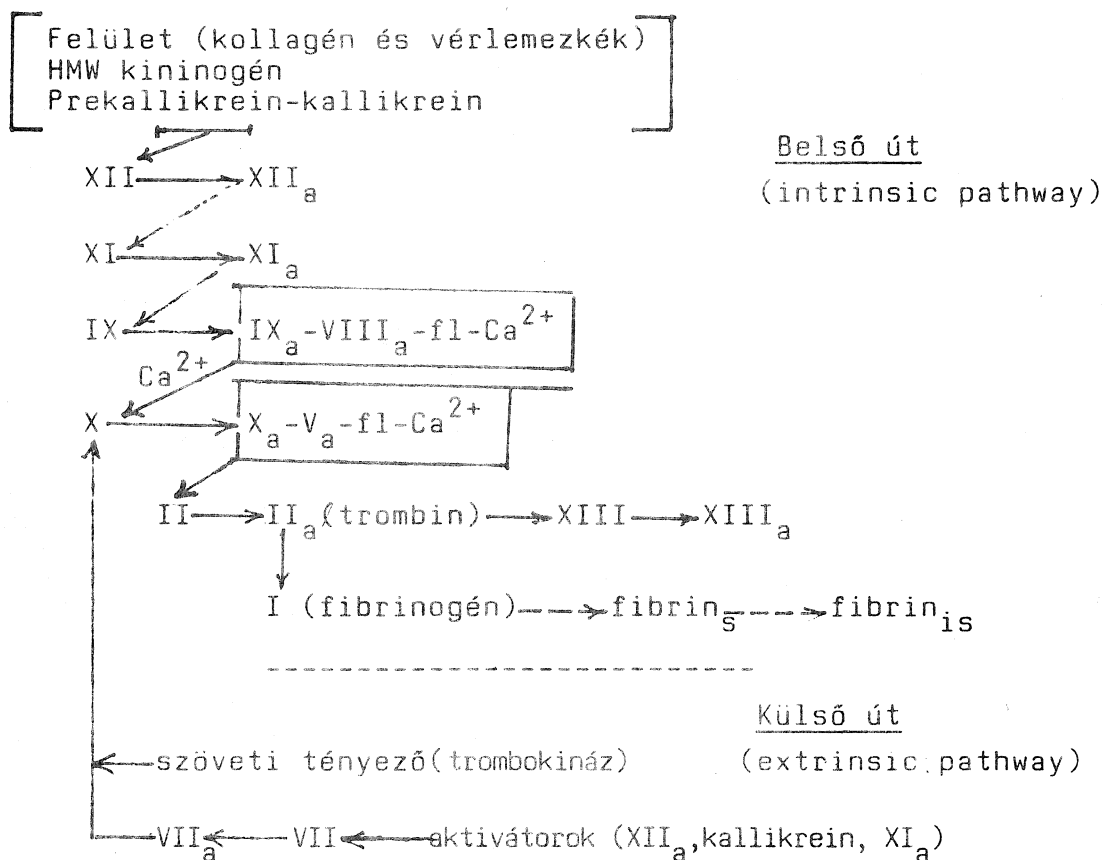 Felület (kollagén és vérlemezkék)
HMW kininogén
Prekallikrein-kallikrein
Belső út
(intrinsic pathway)
XII → XIIₐ
XI → XIₐ
IX → IXₐ-VIIIₐ-fl-Ca²⁺
Ca²⁺
X → Xₐ-Vₐ-fl-Ca²⁺
II → IIₐ (trombin) → XIII → XIIIₐ
I (fibrinogén) → fibrinₛ → fibrin_is
Külső út
(extrinsic pathway)
szöveti tényező(trombokináz)
VIIₐ ← VII ← aktivátorok (XIIₐ,kallikrein, XIₐ)